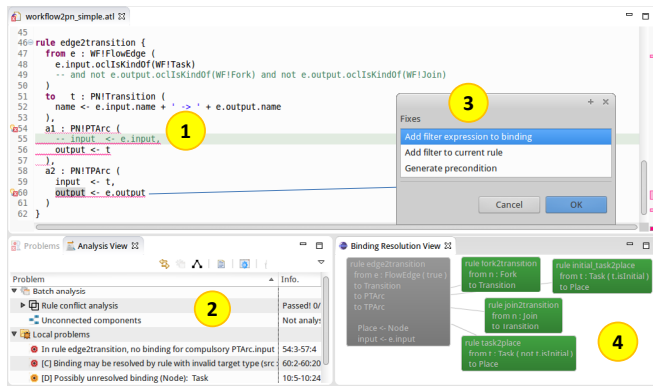 workflow2pn_simple.atl
45
46 rule edge2transition {
47 from e : WF!FlowEdge (
48 e.input.oclIsKindOf(WF!Task)
49 -- and not e.output.oclIsKindOf(WF!Fork) and not e.output.oclIsKindOf(WF!Join)
50 )
51 to t : PN!Transition (
52 name <- e.input.name + ' -> ' + e.output.name
53 ),
54 a1 : PN!PTArc (
55 -- input <- e.input,
56 output <- t
57 ),
58 a2 : PN!TPArc (
59 input <- t,
60 output <- e.output
61 )
62 }
1
3
Fixes
Add filter expression to binding
Add filter to current rule
Generate precondition
Cancel
OK
Problems
Analysis View
Problem
Info.
Batch analysis
Rule conflict analysis
Passed! 0/
Unconnected components
Not analys
Local problems
In rule edge2transition, no binding for compulsory PTArc.input
54:3-57:4
[C] Binding may be resolved by rule with invalid target type (src :
60:2-60:20
[D] Possibly unresolved binding (Node): Task
10:5-10:24
2
Binding Resolution View
rule edge2transition
from e : FlowEdge ( true )
to Transition
to PTArc
to TPArc
Place <- Node
input <- e.input
rule fork2transition
from n : Fork
to Transition
rule initial_task2place
from t : Task ( t.isInitial )
to Place
rule join2transition
from n : Join
to Transition
rule task2place
from t : Task ( not t.isInitial )
to Place
4